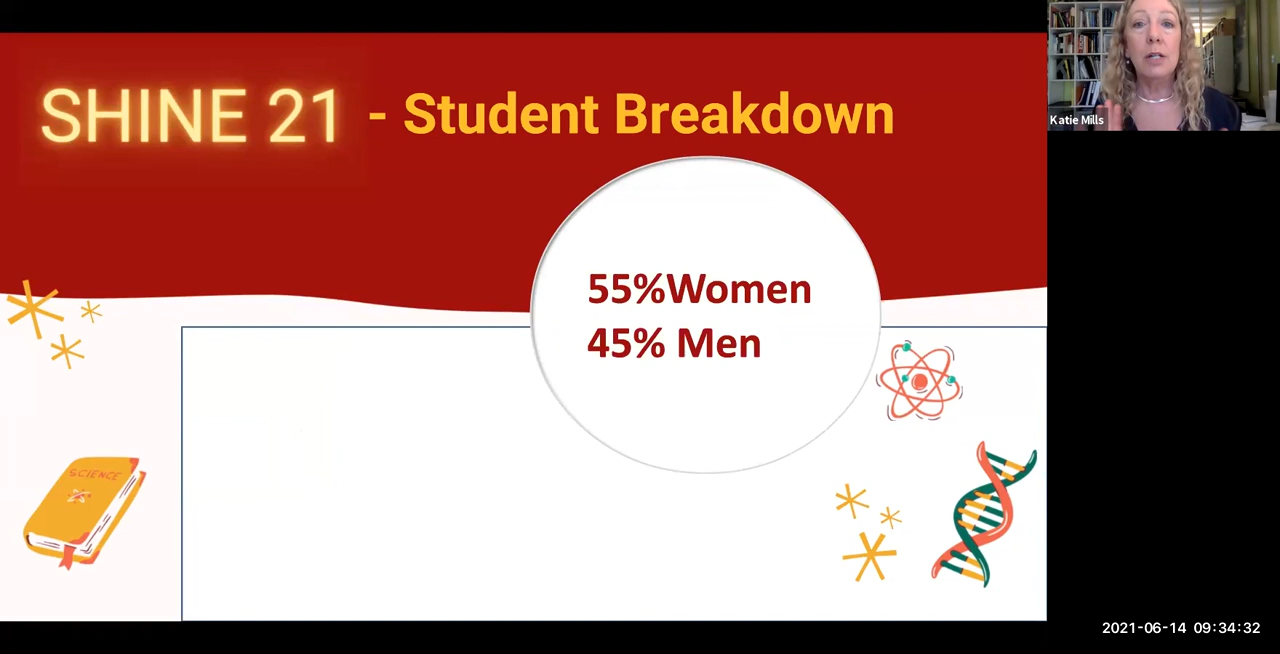 SHINE 21 - Student Breakdown
Katie Mills
55%Women
45% Men
SCIENCE
2021-06-14 09:34:32